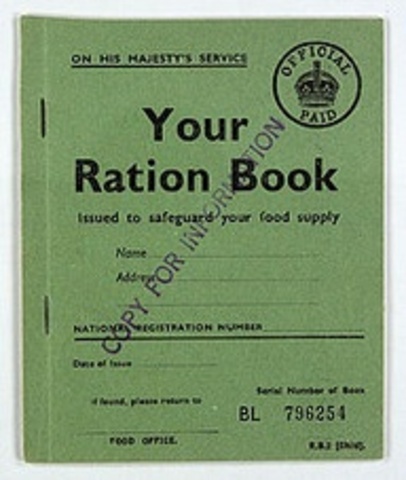 ON HIS MAJESTY'S SERVICE
OFFICIAL
PAID
Your
Ration Book
Issued to safeguard your food supply
COPY FOR INFORMATION
Name
Address
NATIONAL REGISTRATION NUMBER
Date of Issue
Serial Number of Book
If found, please return to
BL 796254
FOOD OFFICE.
R.B.2 [Child].